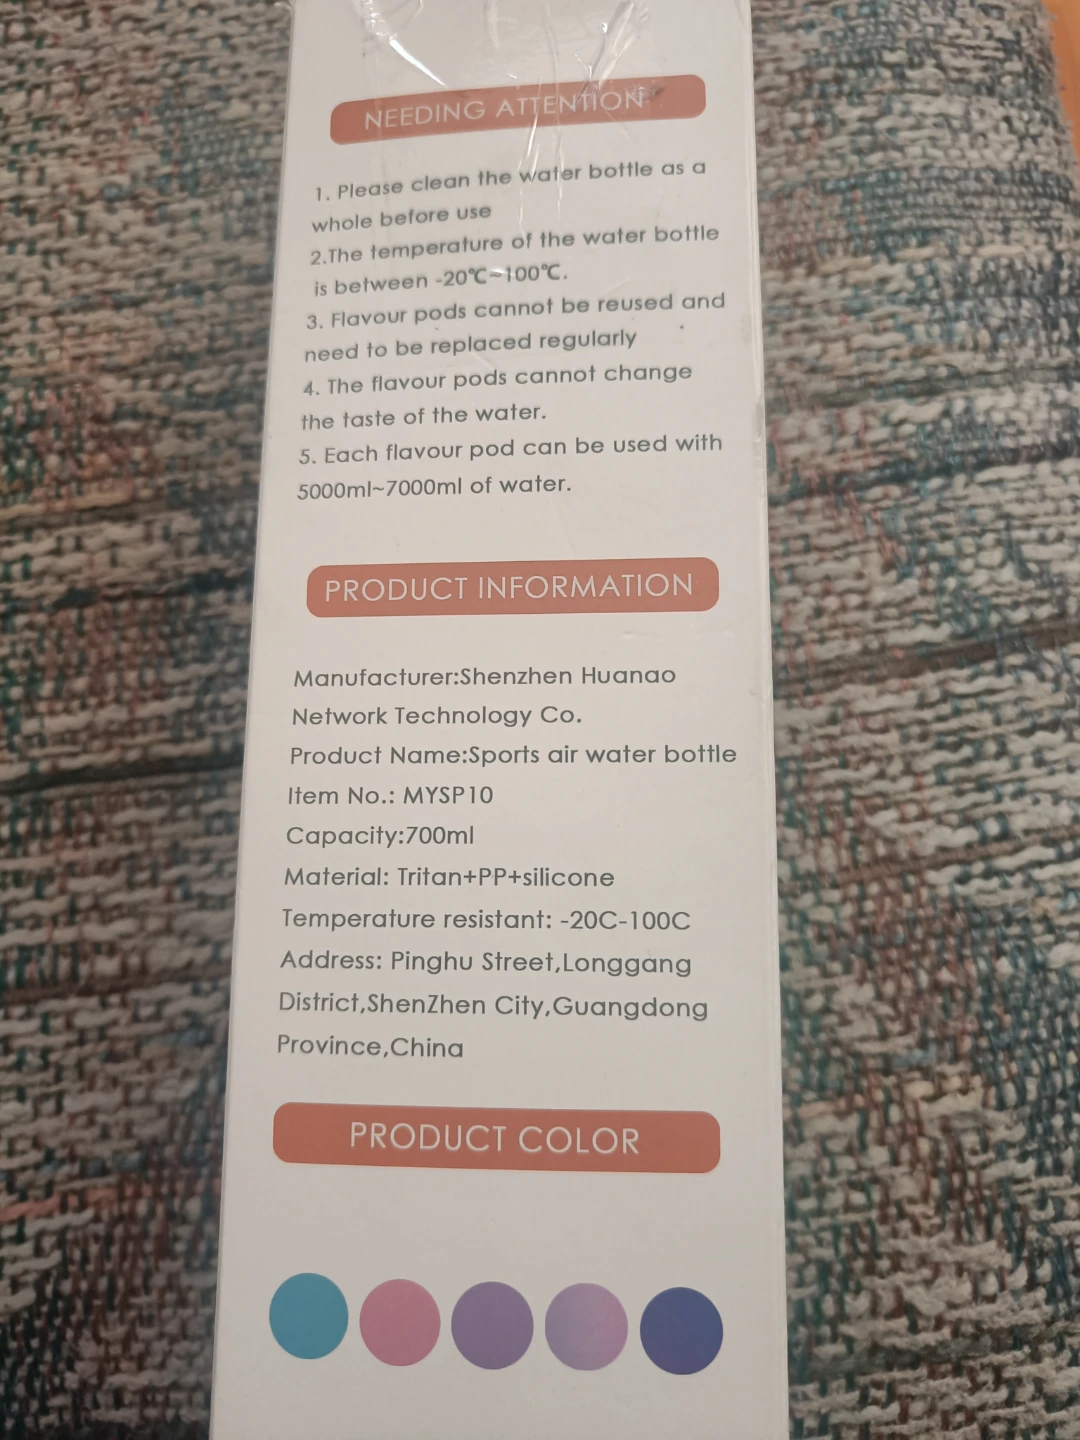 NEEDING ATTENTION
1. Please clean the water bottle as a
whole before use
2.The temperature of the water bottle
is between -20℃~100℃.
3. Flavour pods cannot be reused and
need to be replaced regularly
4. The flavour pods cannot change
the taste of the water.
5. Each flavour pod can be used with
5000ml~7000ml of water.
PRODUCT INFORMATION
Manufacturer:Shenzhen Huanao
Network Technology Co.
Product Name:Sports air water bottle
Item No.: MYSP10
Capacity:700ml
Material: Tritan+PP+silicone
Temperature resistant: -20C-100C
Address: Pinghu Street,Longgang
District,ShenZhen City,Guangdong
Province,China
PRODUCT COLOR